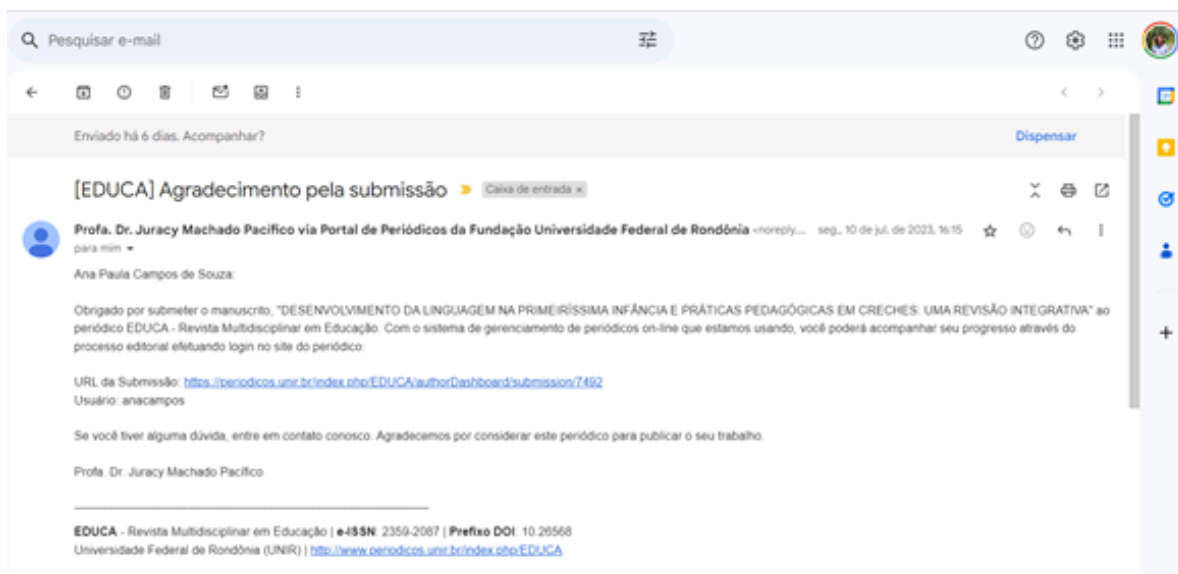 Pesquisar e-mail
Enviado há 6 dias. Acompanhar?
Dispensar
[EDUCA] Agradecimento pela submissão
Caixa de entrada ×
Profa. Dr. Juracy Machado Pacífico via Portal de Periódicos da Fundação Universidade Federal de Rondônia <noreply... seg., 10 de jul. de 2023, 16:15
para mim
Ana Paula Campos de Souza:
Obrigado por submeter o manuscrito, "DESENVOLVIMENTO DA LINGUAGEM NA PRIMEIRÍSSIMA INFÂNCIA E PRÁTICAS PEDAGÓGICAS EM CRECHES: UMA REVISÃO INTEGRATIVA" ao
periódico EDUCA - Revista Multidisciplinar em Educação. Com o sistema de gerenciamento de periódicos on-line que estamos usando, você poderá acompanhar seu progresso através do
processo editorial efetuando login no site do periódico:
URL da Submissão: https://periodicos.unir.br/index.php/EDUCA/authorDashboard/submission/7492
Usuário: anacampos
Se você tiver alguma dúvida, entre em contato conosco. Agradecemos por considerar este periódico para publicar o seu trabalho.
Profa. Dr. Juracy Machado Pacífico
EDUCA - Revista Multidisciplinar em Educação | e-ISSN: 2359-2087 | Prefixo DOI: 10.26568
Universidade Federal de Rondônia (UNIR) | http://www.periodicos.unir.br/index.php/EDUCA